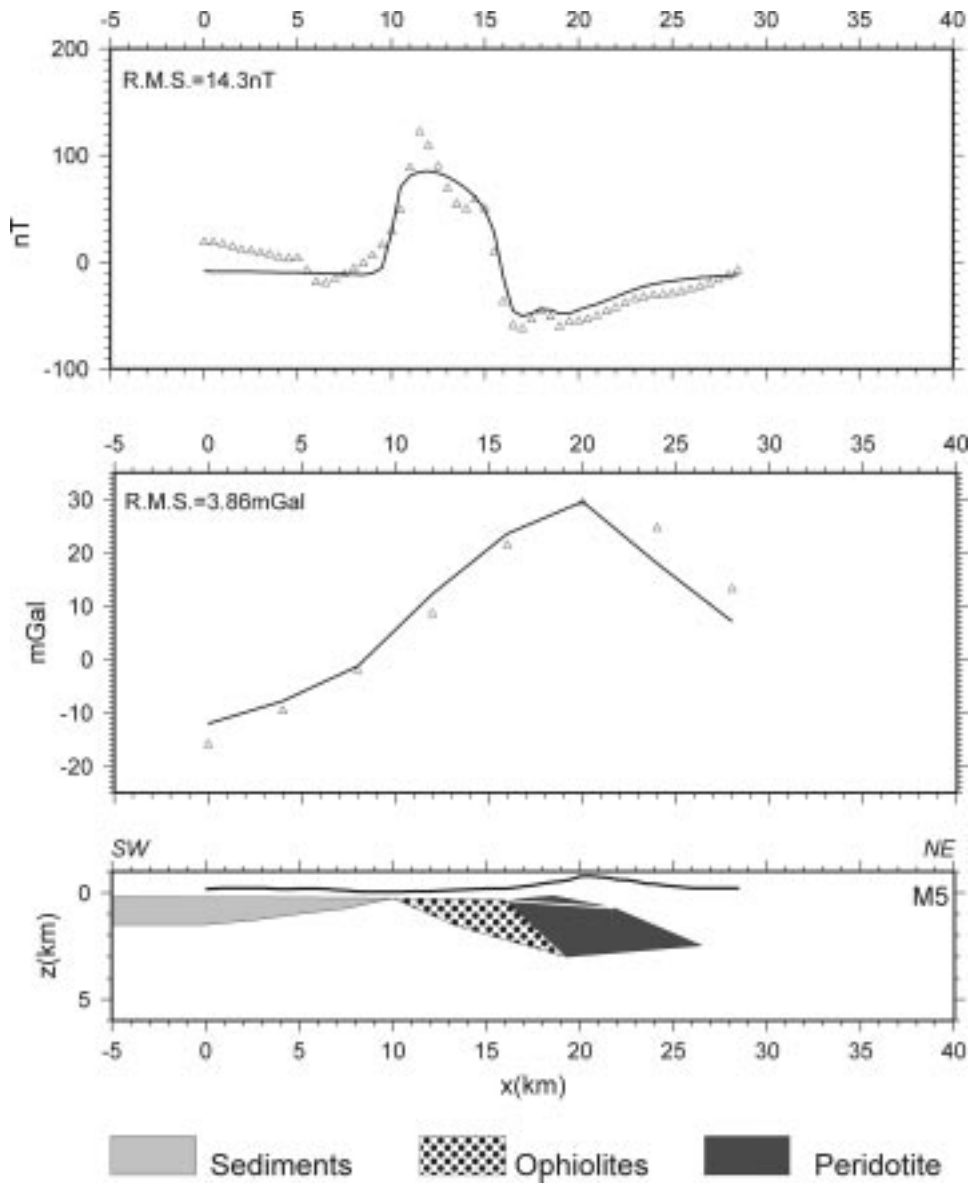 -5 0 5 10 15 20 25 30 35 40
200
R.M.S.=14.3nT
100
nT
0
-100
-5 0 5 10 15 20 25 30 35 40
R.M.S.=3.86mGal
30
20
10
mGal
0
-10
-20
SW NE
0 M5
z(km)
5
-5 0 5 10 15 20 25 30 35 40
x(km)
Sediments Ophiolites Peridotite